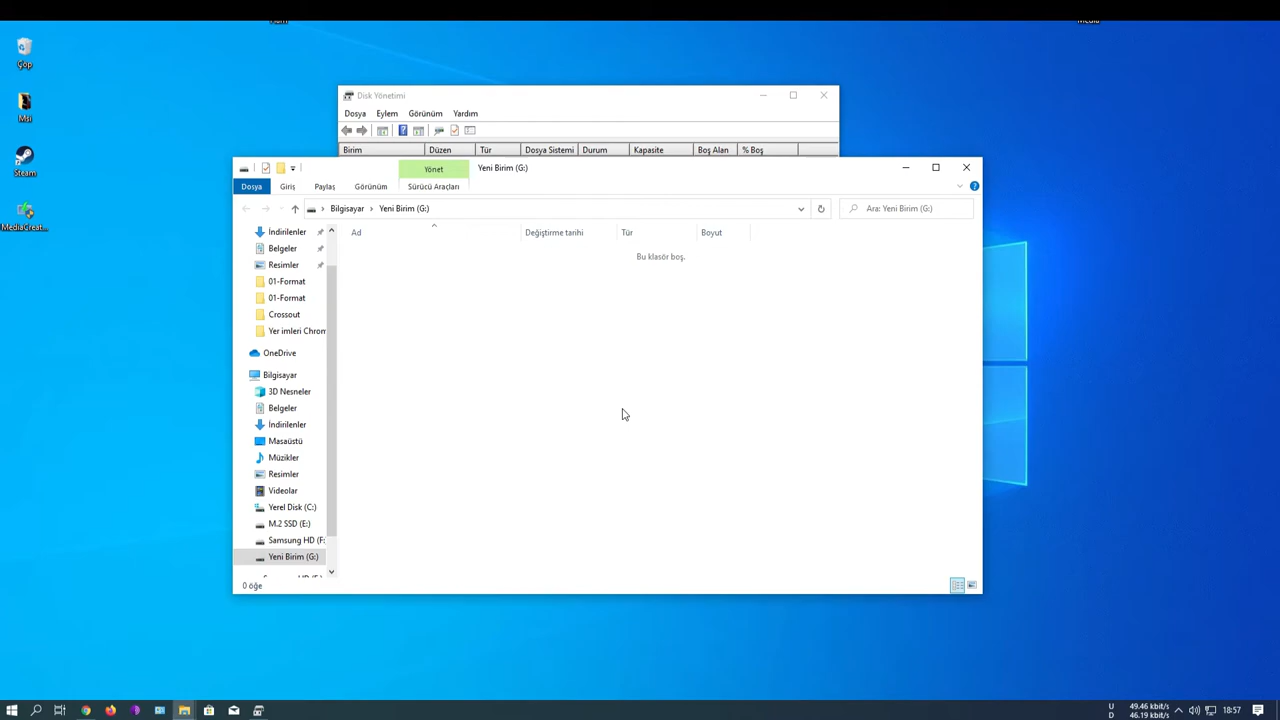 Çöp
Msi
Steam
MediaCreat...
Disk Yönetimi
Dosya Eylem Görünüm Yardım
Birim Düzen Tür Dosya Sistemi Durum Kapasite Boş Alan % Boş
Yönet Yeni Birim (G:)
Dosya Giriş Paylaş Görünüm Sürücü Araçları
Bilgisayar Yeni Birim (G:) Ara: Yeni Birim (G:)
Ad Değiştirme tarihi Tür Boyut
Bu klasör boş.
İndirilenler
Belgeler
Resimler
01-Format
01-Format
Crossout
Yer imleri Chrom
OneDrive
Bilgisayar
3D Nesneler
Belgeler
İndirilenler
Masaüstü
Müzikler
Resimler
Videolar
Yerel Disk (C:)
M.2 SSD (E:)
Samsung HD (F:
Yeni Birim (G:)
0 öğe
U 49.46 kbit/s
D 46.19 kbit/s
18:57